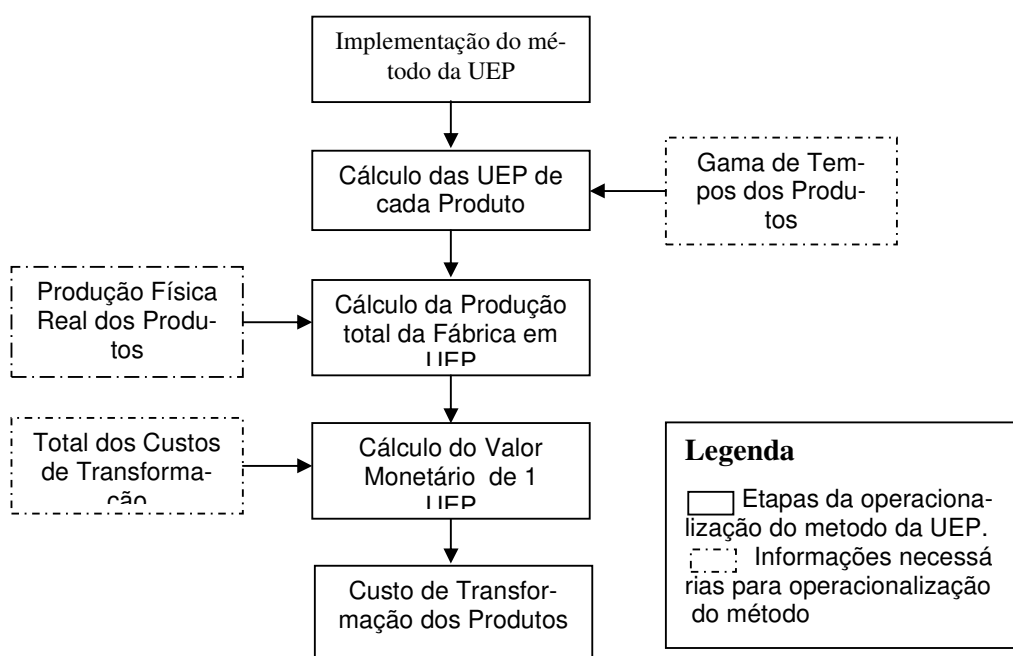 Implementação do mé-
todo da UEP
Cálculo das UEP de
cada Produto
Gama de Tem-
pos dos Produ-
tos
Produção Física
Real dos Produ-
tos
Cálculo da Produção
total da Fábrica em
UEP
Total dos Custos
de Transforma-
ção
Cálculo do Valor
Monetário de 1
UEP
Custo de Transfor-
mação dos Produtos
Legenda
Etapas da operaciona-
lização do metodo da UEP.
Informações necessá
rias para operacionalização
do método